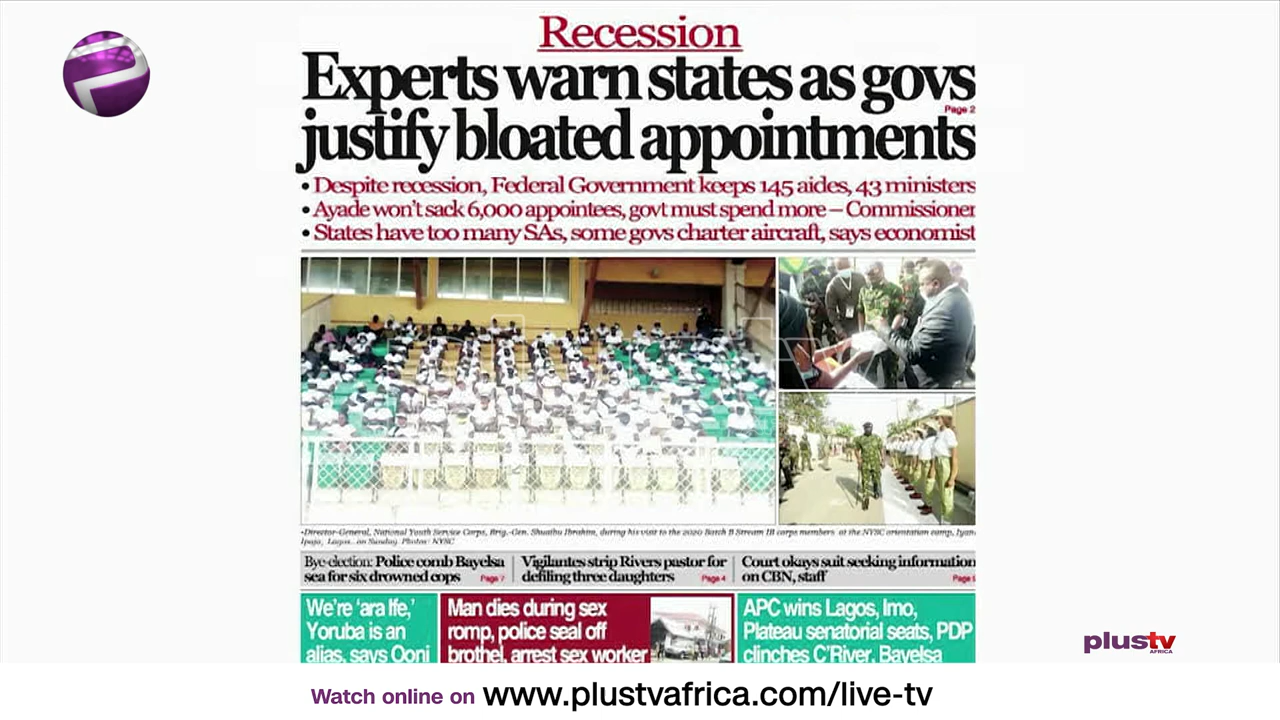 Recession
Experts warn states as govs
Page 2
justify bloated appointments
• Despite recession, Federal Government keeps 145 aides, 43 ministers
• Ayade won't sack 6,000 appointees, govt must spend more – Commissioner
• States have too many SAs, some govs charter aircraft, says economist
•Director-General, National Youth Service Corps, Brig.-Gen. Shuaibu Ibrahim, during his visit to the 2020 Batch B Stream IB corps members at the NYSC orientation camp, Iyana
Ipaja, Lagos... on Sunday. Photos: NYSC
Bye-election: Police comb Bayelsa
sea for six drowned cops Page 7
Vigilantes strip Rivers pastor for
defiling three daughters Page 4
Court okays suit seeking information
on CBN, staff Page
We're 'ara Ife,'
Yoruba is an
alias, says Ooni
Man dies during sex
romp, police seal off
brothel, arrest sex worker
APC wins Lagos, Imo,
Plateau senatorial seats, PDP
clinches C'River, Bayelsa
plustv
AFRICA
Watch online on www.plustvafrica.com/live-tv